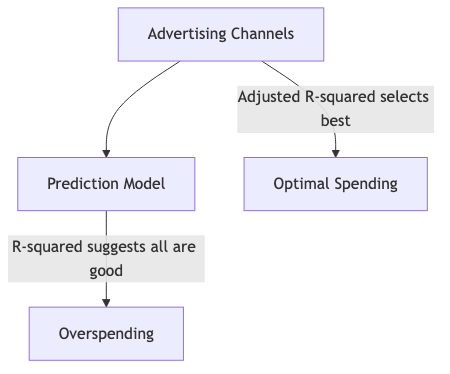 Advertising Channels
Adjusted R-squared selects
best
Prediction Model
Optimal Spending
R-squared suggests all are
good
Overspending